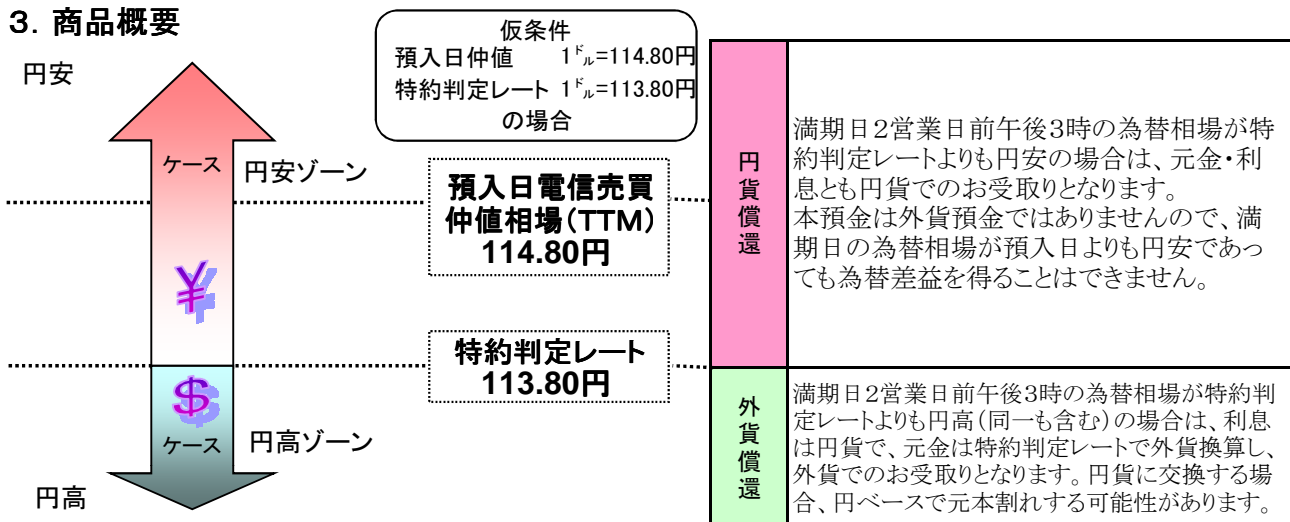 3．商品概要
仮条件
預入日仲値　1㌦=114.80円
特約判定レート 1㌦=113.80円
の場合
円安
ケース
円安ゾーン
預入日電信売買
仲値相場（TTM）
114.80円
¥
特約判定レート
113.80円
$
ケース
円高ゾーン
円高
円貨償還
満期日2営業日前午後3時の為替相場が特
約判定レートよりも円安の場合は、元金・利
息とも円貨でのお受取りとなります。
本預金は外貨預金ではありませんので、満
期日の為替相場が預入日よりも円安であっ
ても為替差益を得ることはできません。
外貨償還
満期日2営業日前午後3時の為替相場が特約判
定レートよりも円高（同一も含む）の場合は、利息
は円貨で、元金は特約判定レートで外貨換算し、
外貨でのお受取りとなります。円貨に交換する場
合、円ベースで元本割れする可能性があります。